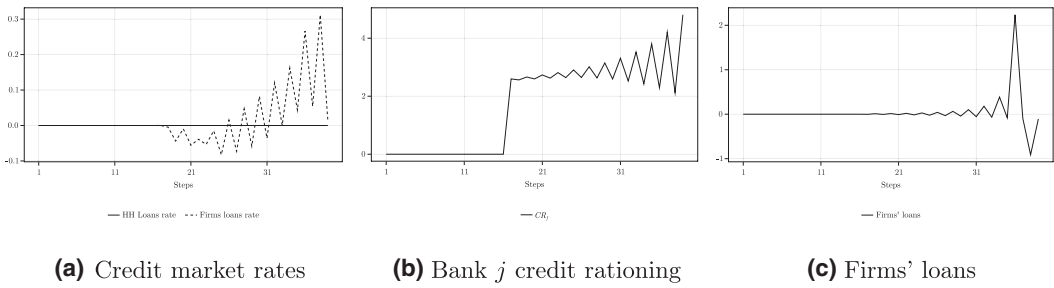 0.3
0.2
0.1
0.0
-0.1
1 11 21 31
Steps
HH Loans rate Firms loans rate
(a) Credit market rates
4
2
0
1 11 21 31
Steps
CRj
(b) Bank j credit rationing
2
1
0
-1
1 11 21 31
Steps
Firms' loans
(c) Firms' loans